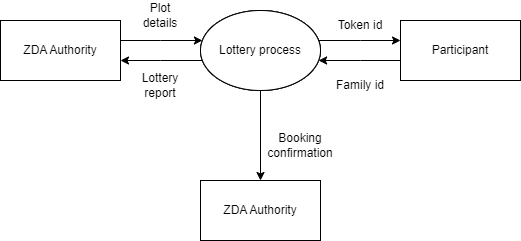 Plot
details
Token id
ZDA Authority
Lottery process
Participant
Lottery
report
Family id
Booking
confirmation
ZDA Authority